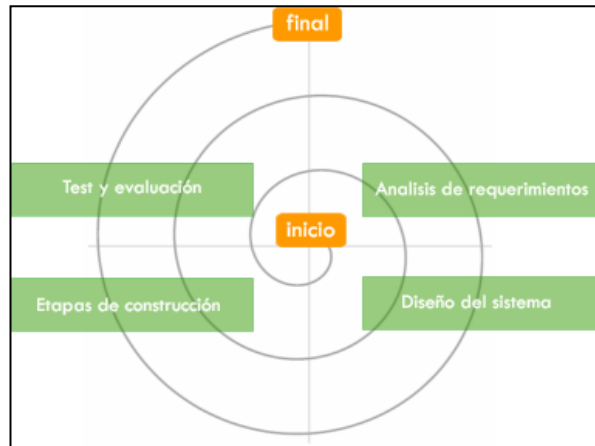 final
Test y evaluación
Analisis de requerimientos
inicio
Etapas de construcción
Diseño del sistema